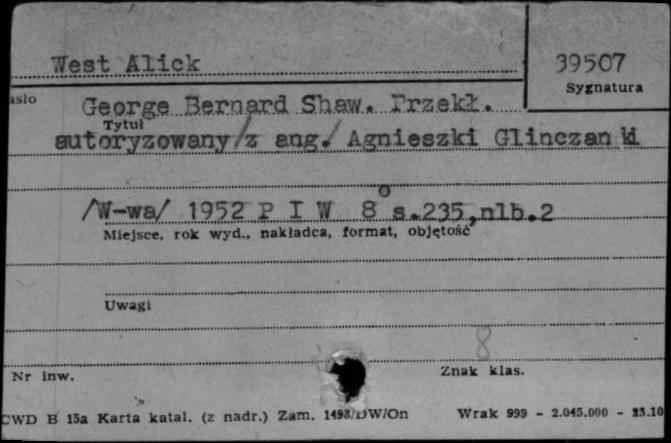 West Alick
39507
Sygnatura
asło
George Bernard Shaw. Przekł.
Tytuł
autoryzowany/z ang./ Agnieszki Glinczanki
/W-wa/ 1952 P I W 8° s.235,nlb.2
Miejsce, rok wyd., nakładca, format, objętość
Uwagi
8
Nr inw.
Znak klas.
CWD B 15a Karta katal. (z nadr.) Zam. 1498/DW/On Wrak 999 - 2.045.000 - 23.10